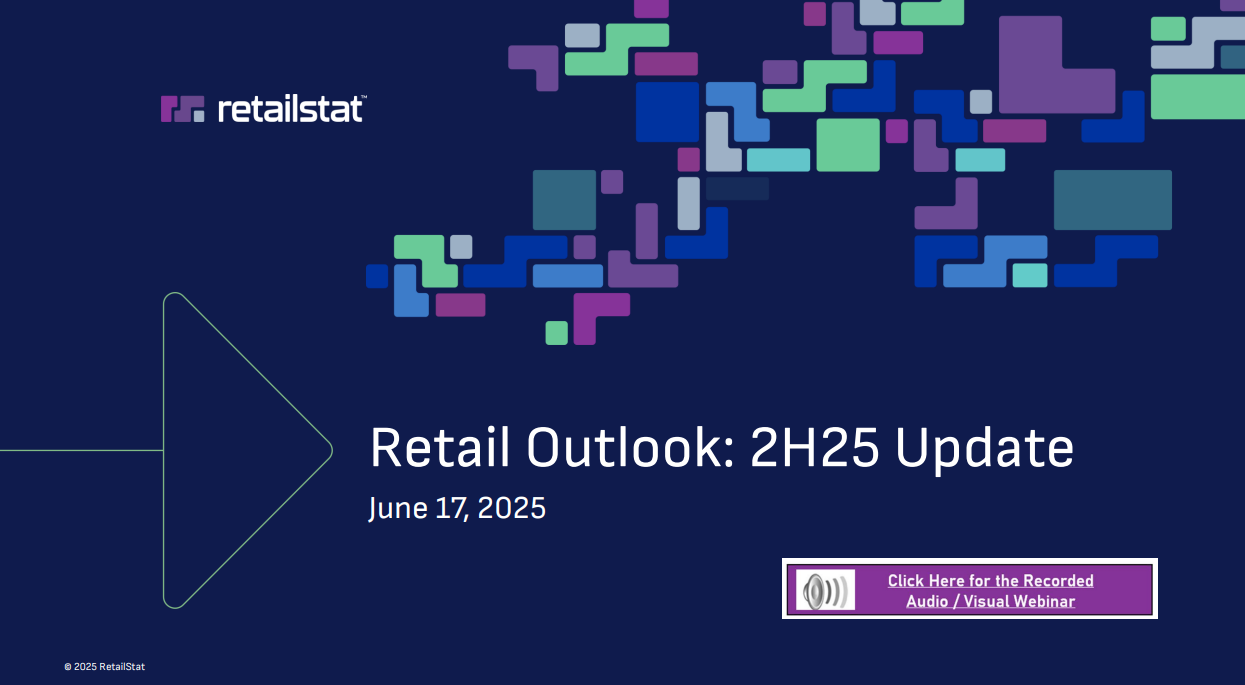 retailstat™
Retail Outlook: 2H25 Update
June 17, 2025
Click Here for the Recorded
Audio / Visual Webinar
© 2025 RetailStat